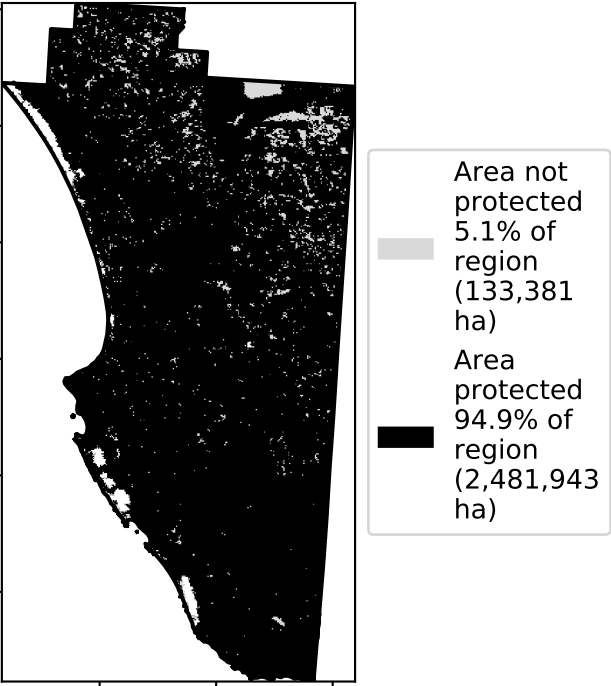 Area not
protected
5.1% of
region
(133,381
ha)
Area
protected
94.9% of
region
(2,481,943
ha)